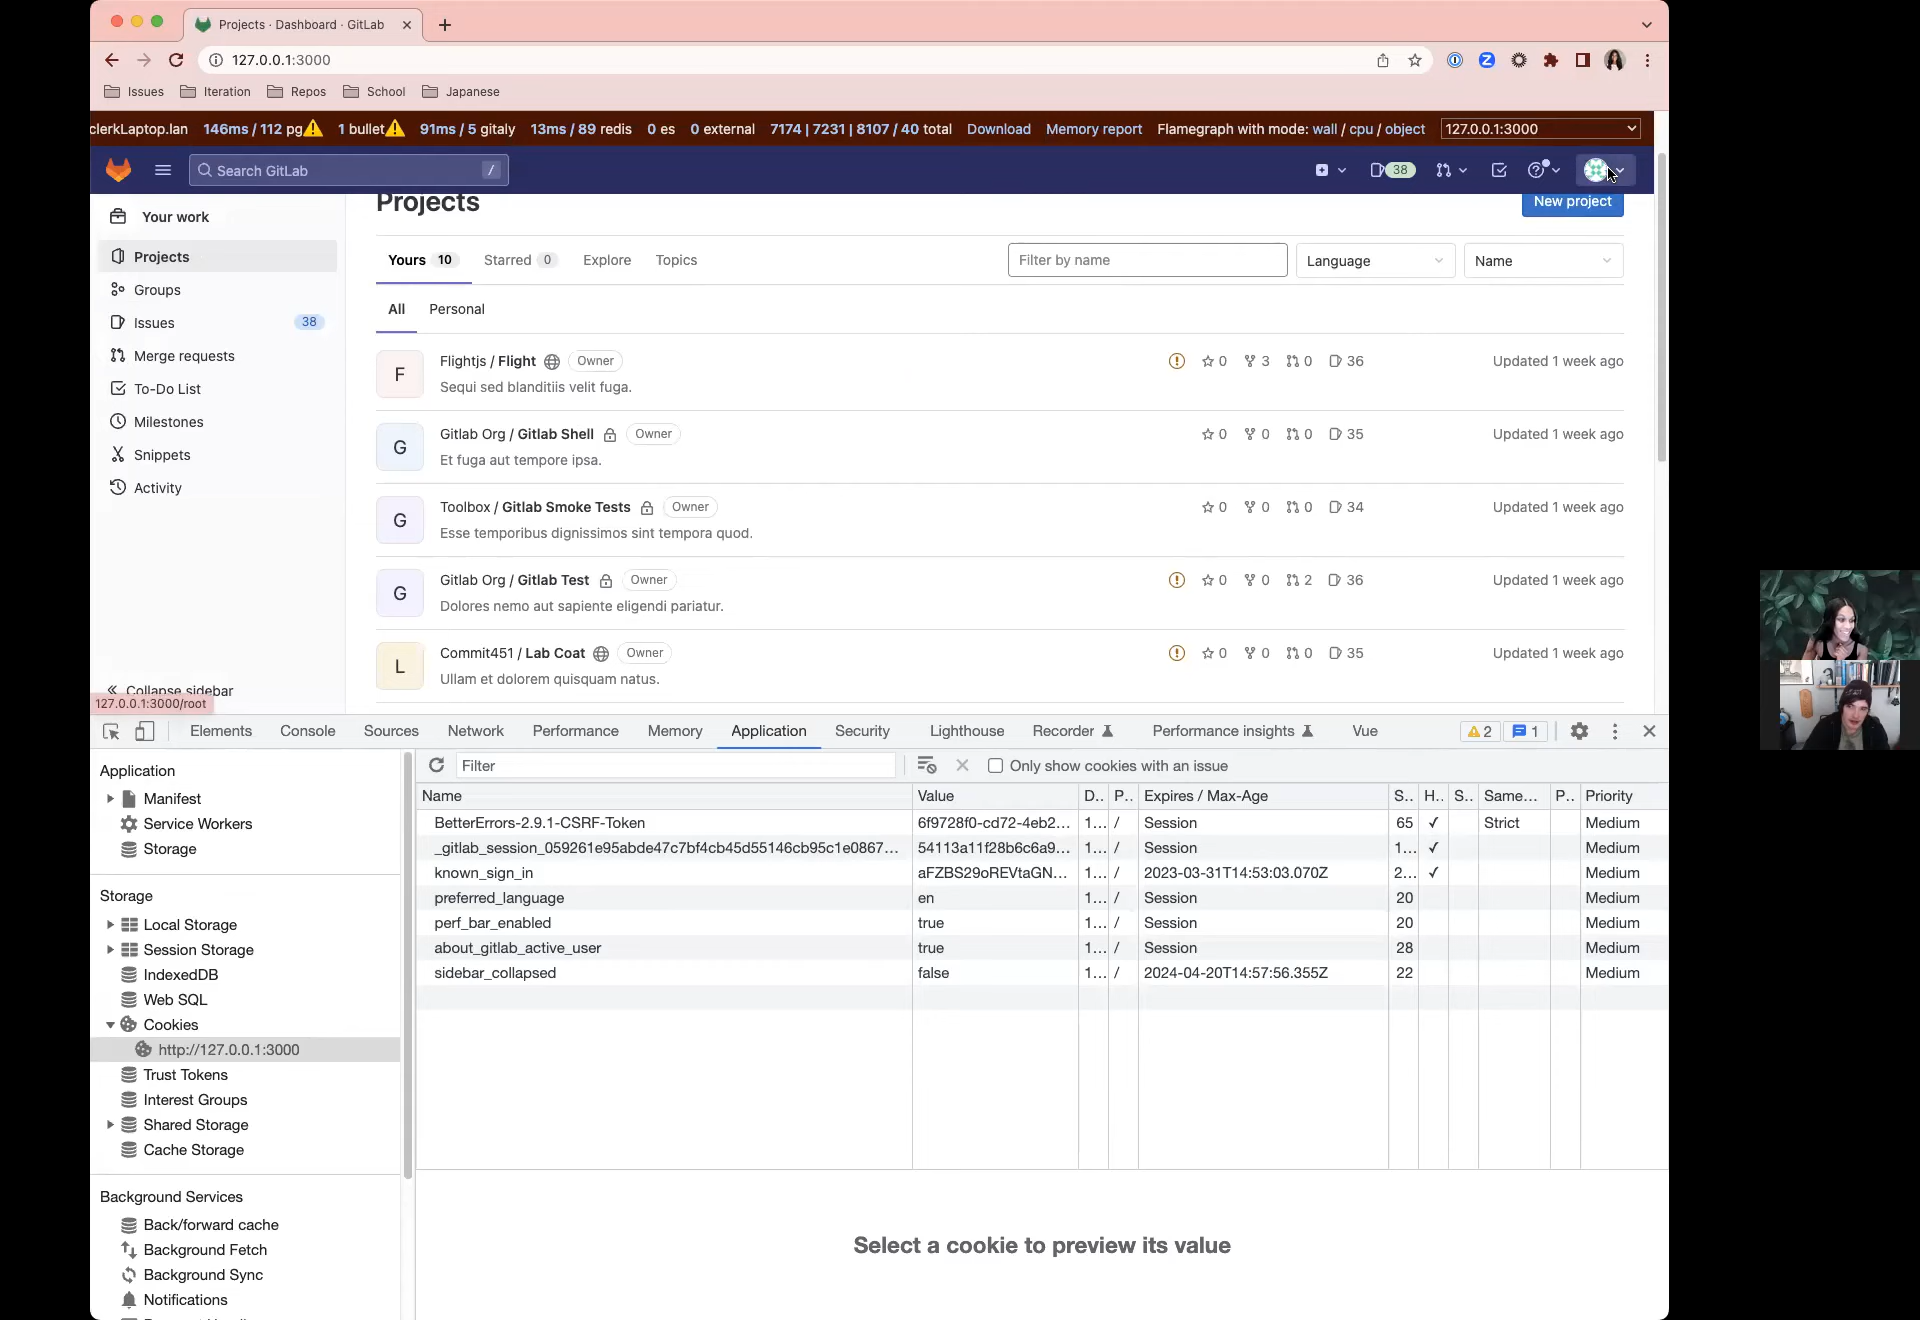 Projects · Dashboard · GitLab
127.0.0.1:3000
Issues Iteration Repos School Japanese
clerkLaptop.lan 146ms / 112 pg 1 bullet 91ms / 5 gitaly 13ms / 89 redis 0 es 0 external 7174 | 7231 | 8107 / 40 total Download Memory report Flamegraph with mode: wall / cpu / object 127.0.0.1:3000
Search GitLab / 38
Your work
Projects
Groups
Issues 38
Merge requests
To-Do List
Milestones
Snippets
Activity
Collapse sidebar
127.0.0.1:3000/root
Projects New project
Yours 10 Starred 0 Explore Topics Filter by name Language Name
All Personal
F Flightjs / Flight Owner 0 3 0 36 Updated 1 week ago
Sequi sed blanditiis velit fuga.
G Gitlab Org / Gitlab Shell Owner 0 0 0 35 Updated 1 week ago
Et fuga aut tempore ipsa.
G Toolbox / Gitlab Smoke Tests Owner 0 0 0 34 Updated 1 week ago
Esse temporibus dignissimos sint tempora quod.
G Gitlab Org / Gitlab Test Owner 0 0 2 36 Updated 1 week ago
Dolores nemo aut sapiente eligendi pariatur.
L Commit451 / Lab Coat Owner 0 0 0 35 Updated 1 week ago
Ullam et dolorem quisquam natus.
Elements Console Sources Network Performance Memory Application Security Lighthouse Recorder Performance insights Vue 2 1
Application
Manifest
Service Workers
Storage
Storage
Local Storage
Session Storage
IndexedDB
Web SQL
Cookies
http://127.0.0.1:3000
Trust Tokens
Interest Groups
Shared Storage
Cache Storage
Background Services
Back/forward cache
Background Fetch
Background Sync
Notifications
Filter Only show cookies with an issue
Name Value D.. P.. Expires / Max-Age S.. H.. S.. Same... P.. Priority
BetterErrors-2.9.1-CSRF-Token 6f9728f0-cd72-4eb2... 1... / Session 65 ✓ Strict Medium
_gitlab_session_059261e95abde47c7bf4cb45d55146cb95c1e0867... 54113a11f28b6c6a9... 1... / Session 1... ✓ Medium
known_sign_in aFZBS29oREVtaGN... 1... / 2023-03-31T14:53:03.070Z 2... ✓ Medium
preferred_language en 1... / Session 20 Medium
perf_bar_enabled true 1... / Session 20 Medium
about_gitlab_active_user true 1... / Session 28 Medium
sidebar_collapsed false 1... / 2024-04-20T14:57:56.355Z 22 Medium
Select a cookie to preview its value